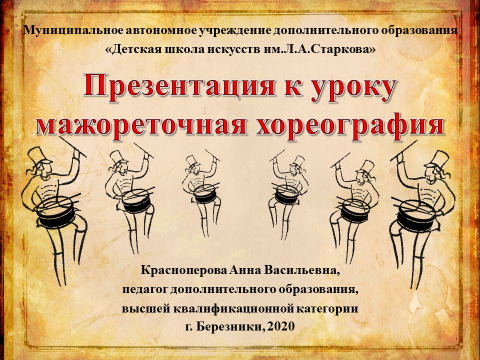 Муниципальное автономное учреждение дополнительного образования
«Детская школа искусств им.Л.А.Старкова»
Презентация к уроку
мажореточная хореография
Красноперова Анна Васильевна,
педагог дополнительного образования,
высшей квалификационной категории
г. Березники, 2020